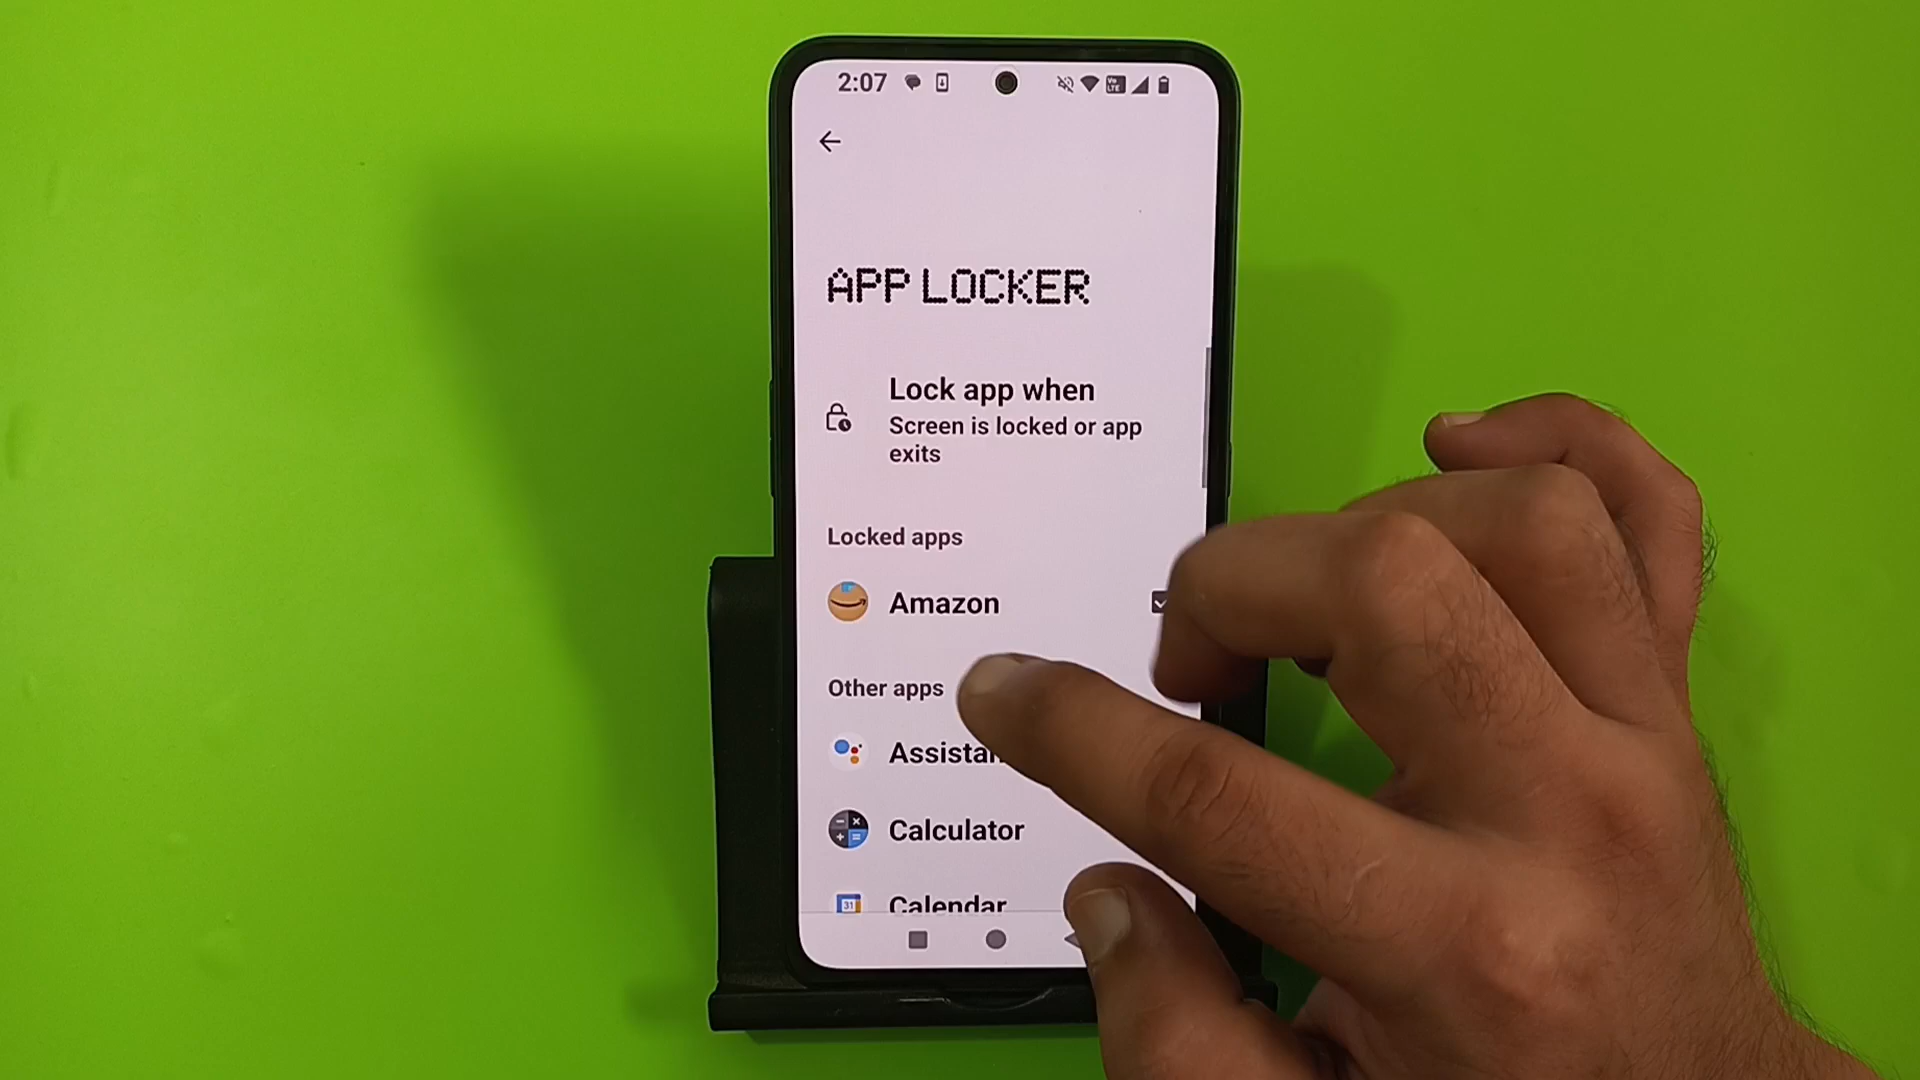 2:07
APP LOCKER
Lock app when
Screen is locked or app
exits
Locked apps
Amazon
Other apps
Calculator
Calendar
31